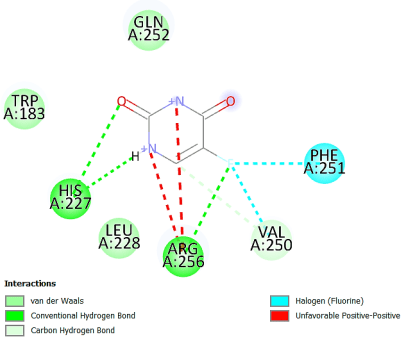 GLN
A:252
TRP
A:183
O
+N
O
H
+N
PHE
A:251
HIS
A:227
LEU
A:228
ARG
A:256
VAL
A:250
Interactions
van der Waals
Conventional Hydrogen Bond
Carbon Hydrogen Bond
Halogen (Fluorine)
Unfavorable Positive-Positive